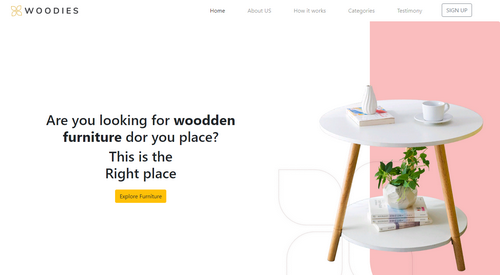 WOODIES
Home About US How it works Categories Testimony SIGN UP
Are you looking for woodden
furniture dor you place?
This is the
Right place
Explore Furniture